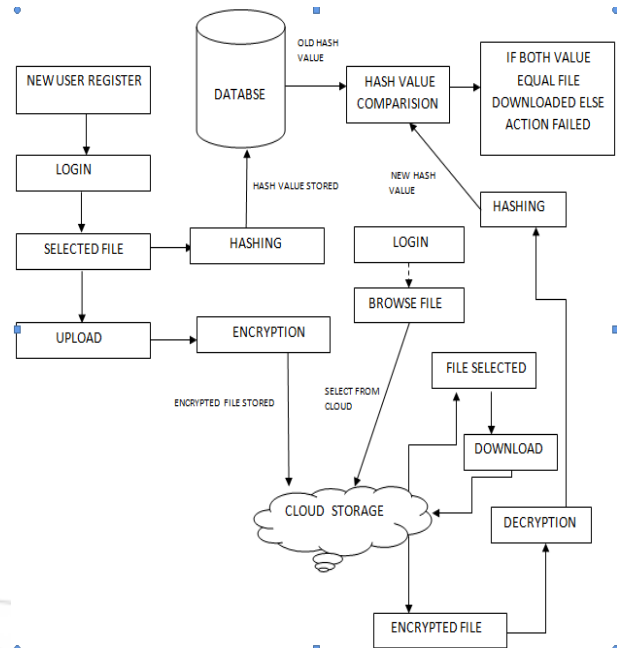 NEW USER REGISTER
LOGIN
SELECTED FILE
UPLOAD
HASHING
HASH VALUE STORED
DATABSE
OLD HASH
VALUE
HASH VALUE
COMPARISION
IF BOTH VALUE
EQUAL FILE
DOWNLOADED ELSE
ACTION FAILED
NEW HASH
VALUE
HASHING
LOGIN
BROWSE FILE
ENCRYPTION
ENCRYPTED FILE STORED
SELECT FROM
CLOUD
FILE SELECTED
DOWNLOAD
CLOUD STORAGE
DECRYPTION
ENCRYPTED FILE